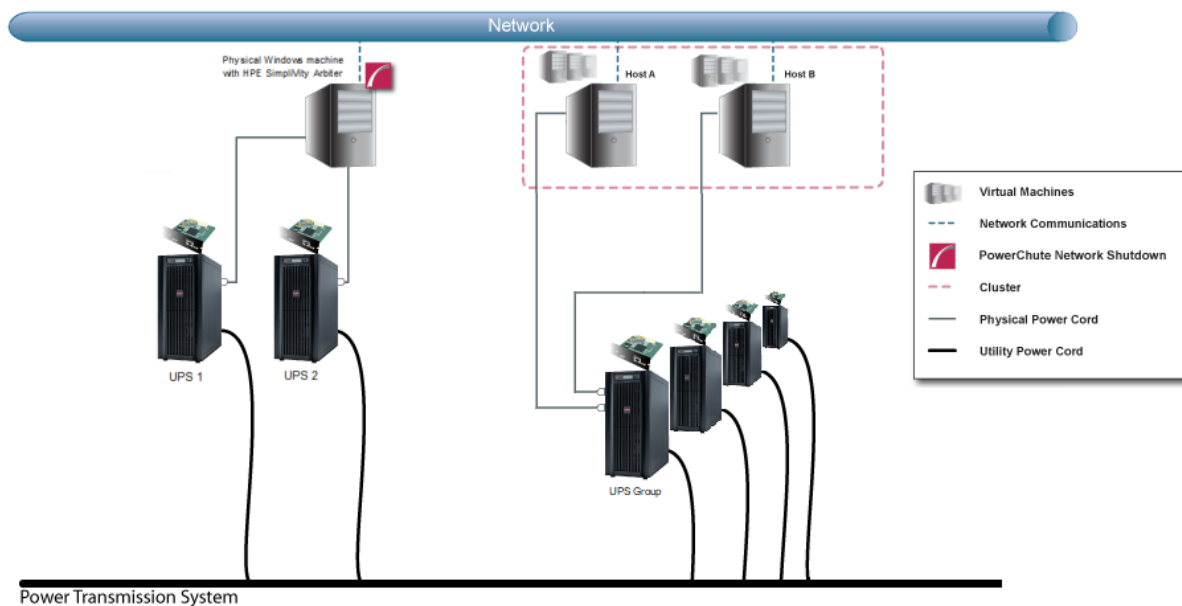 Network
Physical Windows machine
with HPE SimpliVity Arbiter
Host A
Host B
Virtual Machines
Network Communications
PowerChute Network Shutdown
Cluster
Physical Power Cord
Utility Power Cord
UPS 1
UPS 2
UPS Group
Power Transmission System